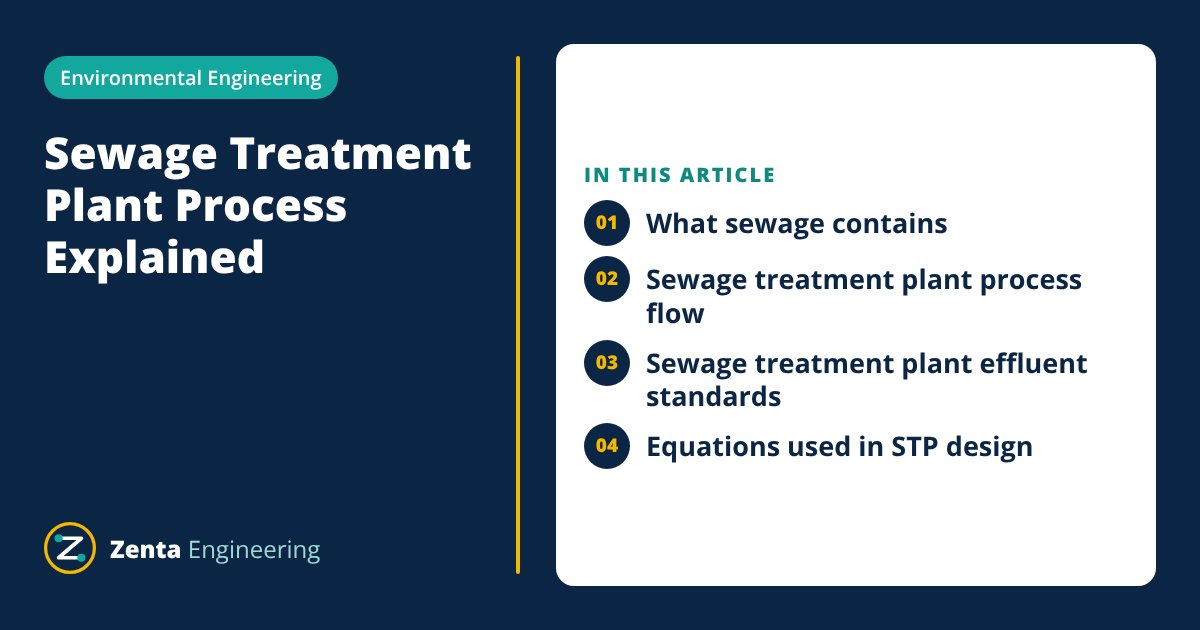 Environmental Engineering
Sewage Treatment
Plant Process
Explained
Zenta Engineering
IN THIS ARTICLE
01 What sewage contains
02 Sewage treatment plant process
flow
03 Sewage treatment plant effluent
standards
04 Equations used in STP design